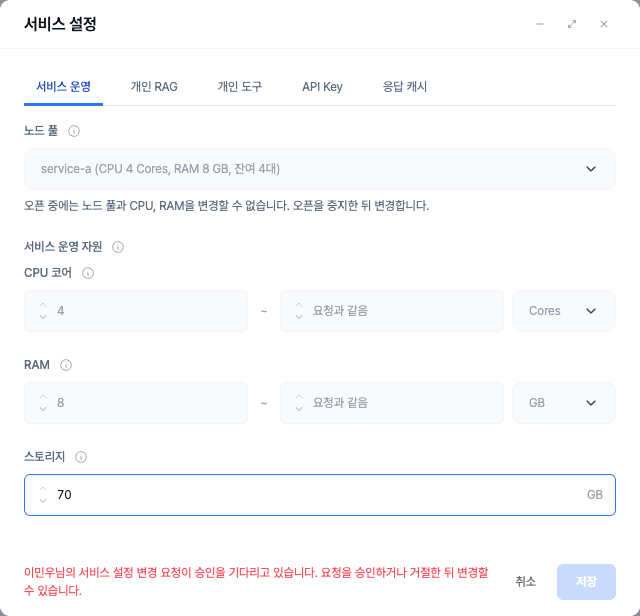 서비스 설정
서비스 운영
개인 RAG
개인 도구
API Key
응답 캐시
노드 풀
service-a (CPU 4 Cores, RAM 8 GB, 잔여 4대)
오픈 중에는 노드 풀과 CPU, RAM을 변경할 수 없습니다. 오픈을 중지한 뒤 변경합니다.
서비스 운영 자원
CPU 코어
4
~
요청과 같음
Cores
RAM
8
~
요청과 같음
GB
스토리지
70
GB
이민우님의 서비스 설정 변경 요청이 승인을 기다리고 있습니다. 요청을 승인하거나 거절한 뒤 변경할
수 있습니다.
취소
저장